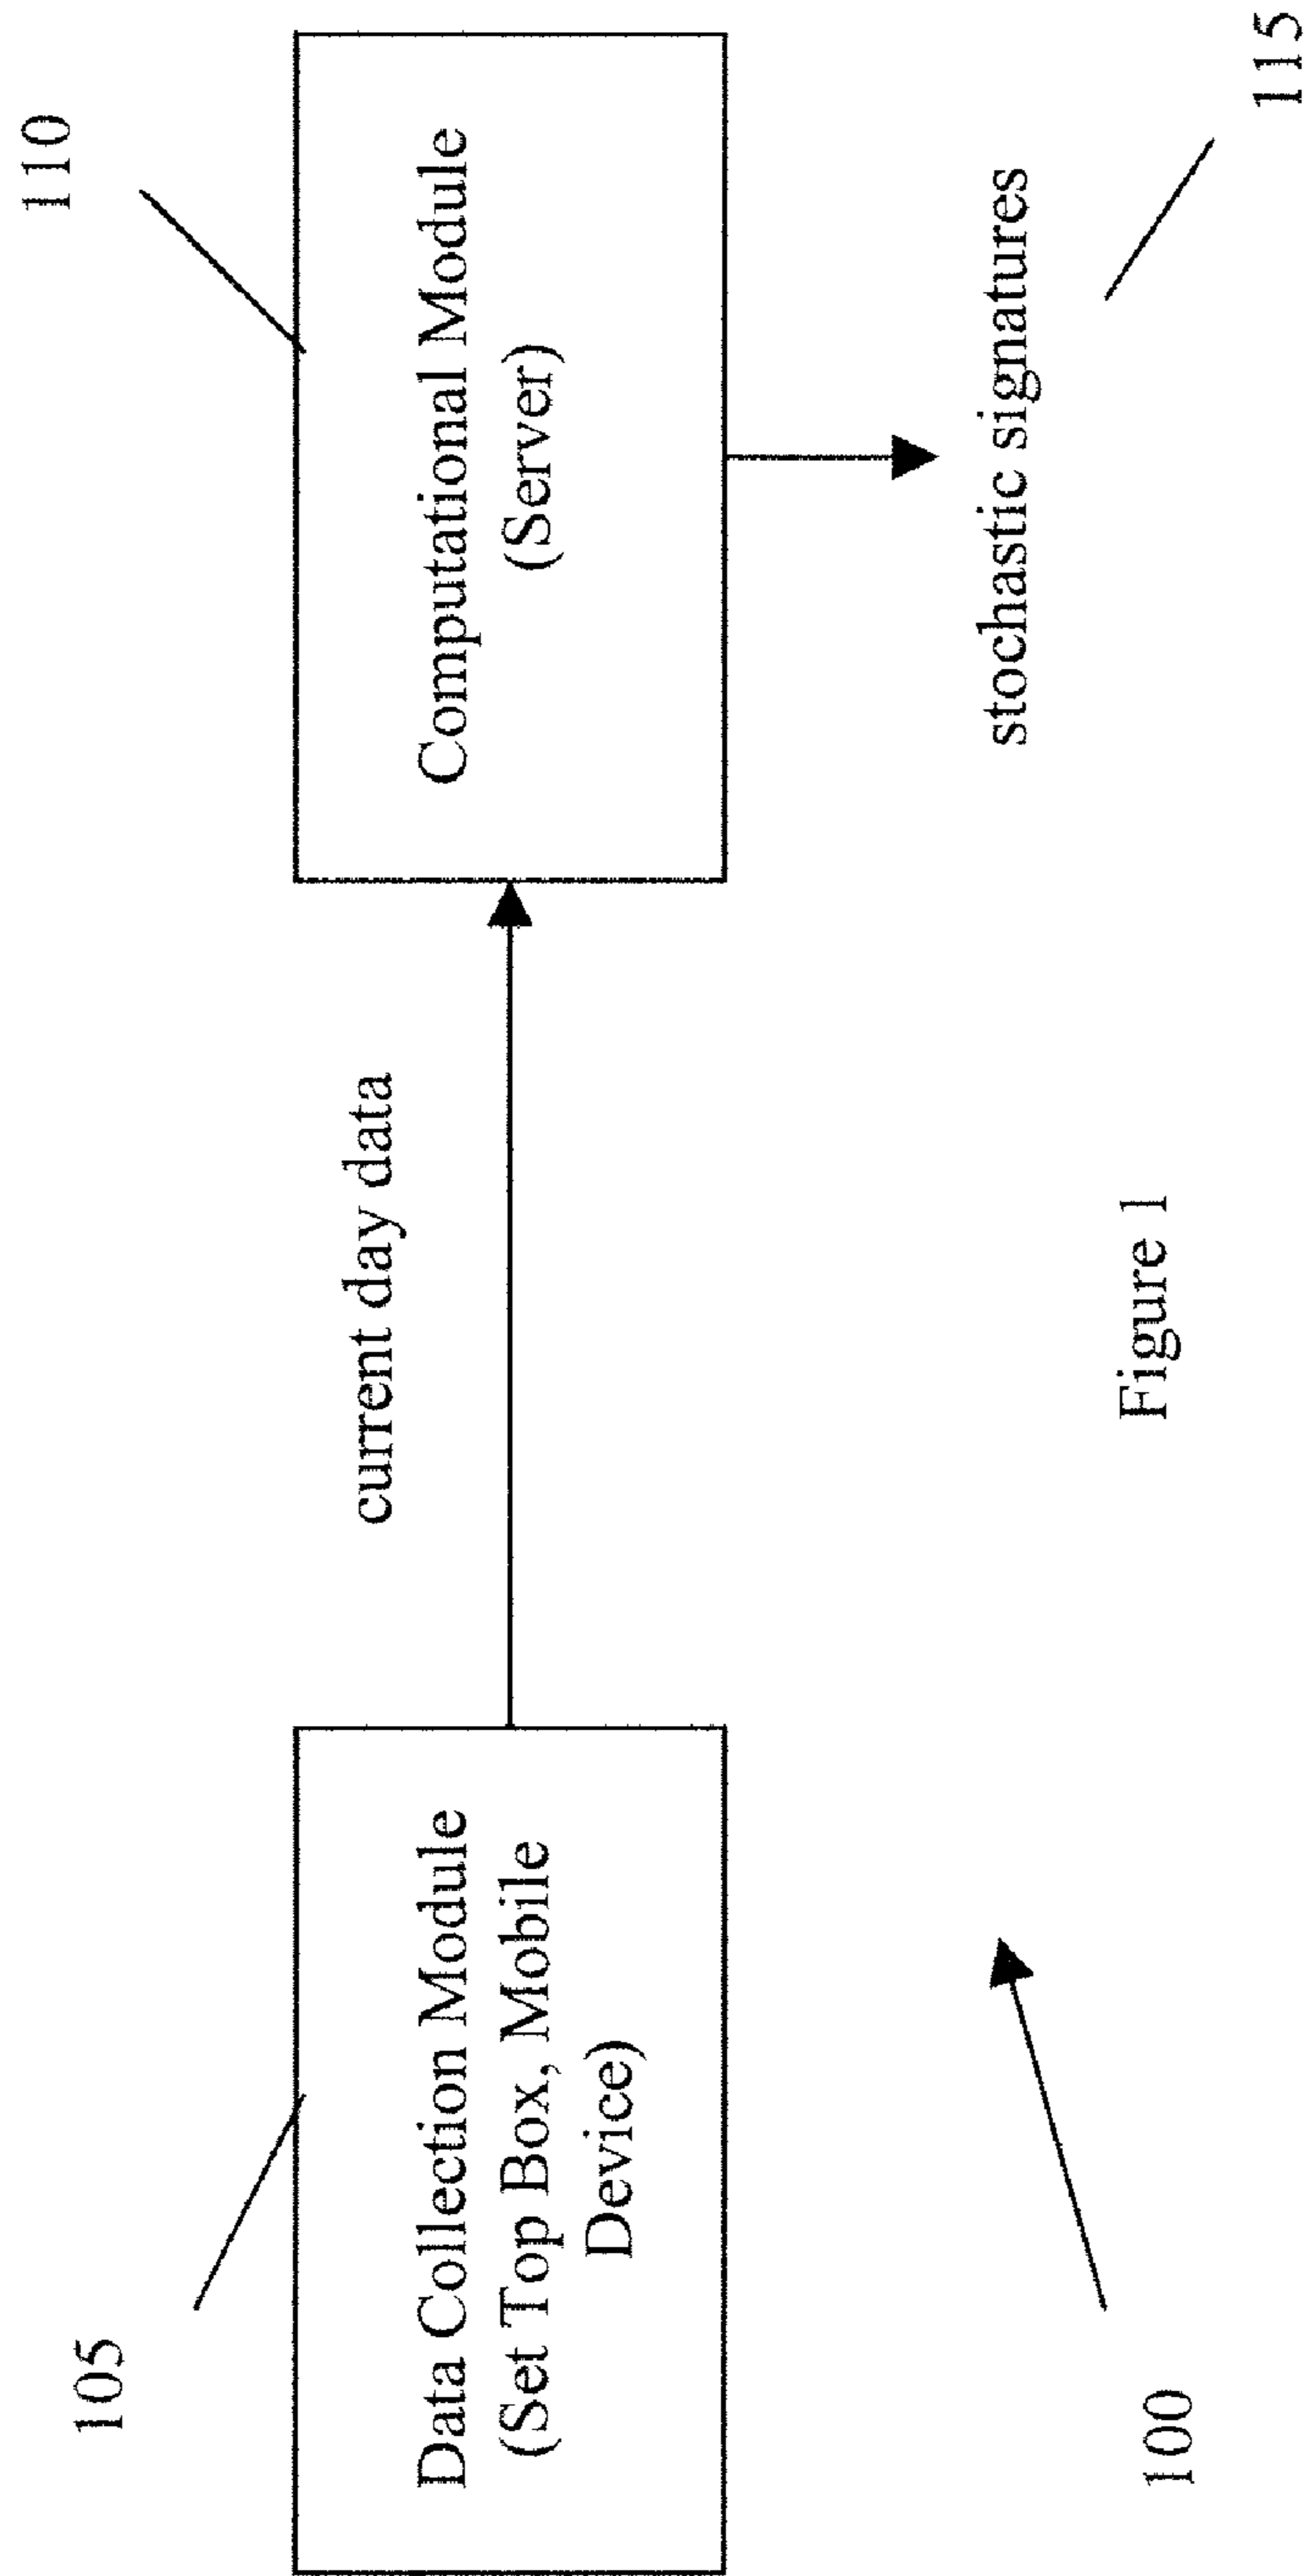 105
110
Data Collection Module
(Set Top Box, Mobile
Device)
current day data
Computational Module
(Server)
stochastic signatures
100
115
Figure 1